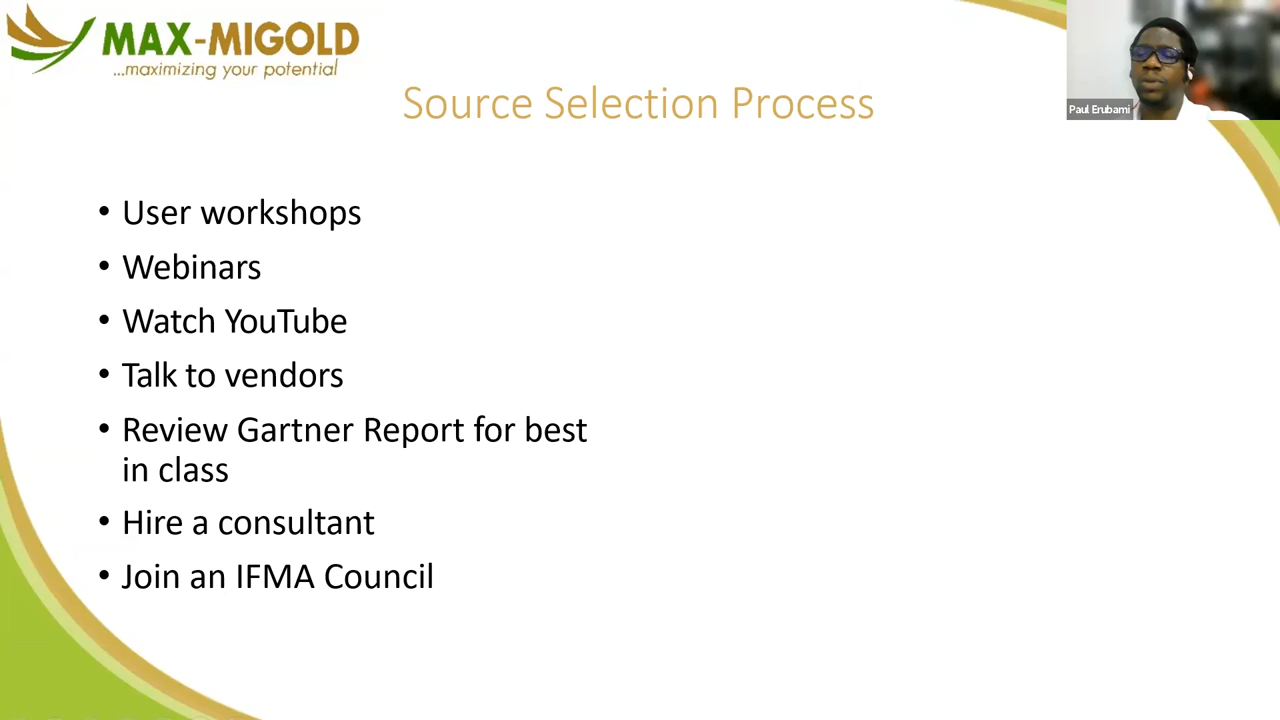 MAX-MIGOLD
...maximizing your potential
Paul Erubami
Source Selection Process
• User workshops
• Webinars
• Watch YouTube
• Talk to vendors
• Review Gartner Report for best
in class
• Hire a consultant
• Join an IFMA Council